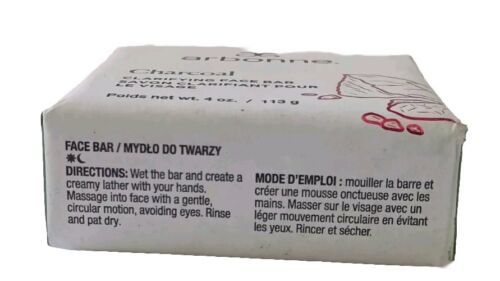 arbonne.
Charcoal
CLARIFYING FACE BAR
SAVON CLARIFIANT POUR
LE VISAGE
Poids net wt. 4 oz. / 113 g
FACE BAR / MYDŁO DO TWARZY
DIRECTIONS: Wet the bar and create a
creamy lather with your hands.
Massage into face with a gentle,
circular motion, avoiding eyes. Rinse
and pat dry.
MODE D'EMPLOI : mouiller la barre et
créer une mousse onctueuse avec les
mains. Masser sur le visage avec un
léger mouvement circulaire en évitant
les yeux. Rincer et sécher.